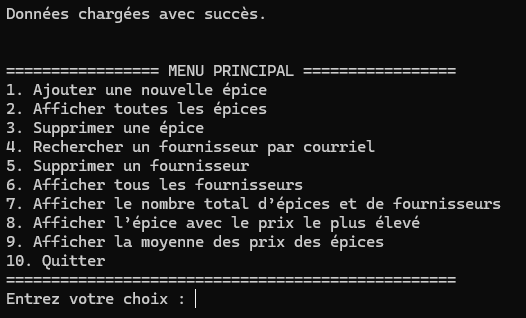 Données chargées avec succès.
================= MENU PRINCIPAL =================
1. Ajouter une nouvelle épice
2. Afficher toutes les épices
3. Supprimer une épice
4. Rechercher un fournisseur par courriel
5. Supprimer un fournisseur
6. Afficher tous les fournisseurs
7. Afficher le nombre total d’épices et de fournisseurs
8. Afficher l’épice avec le prix le plus élevé
9. Afficher la moyenne des prix des épices
10. Quitter
==================================================
Entrez votre choix :